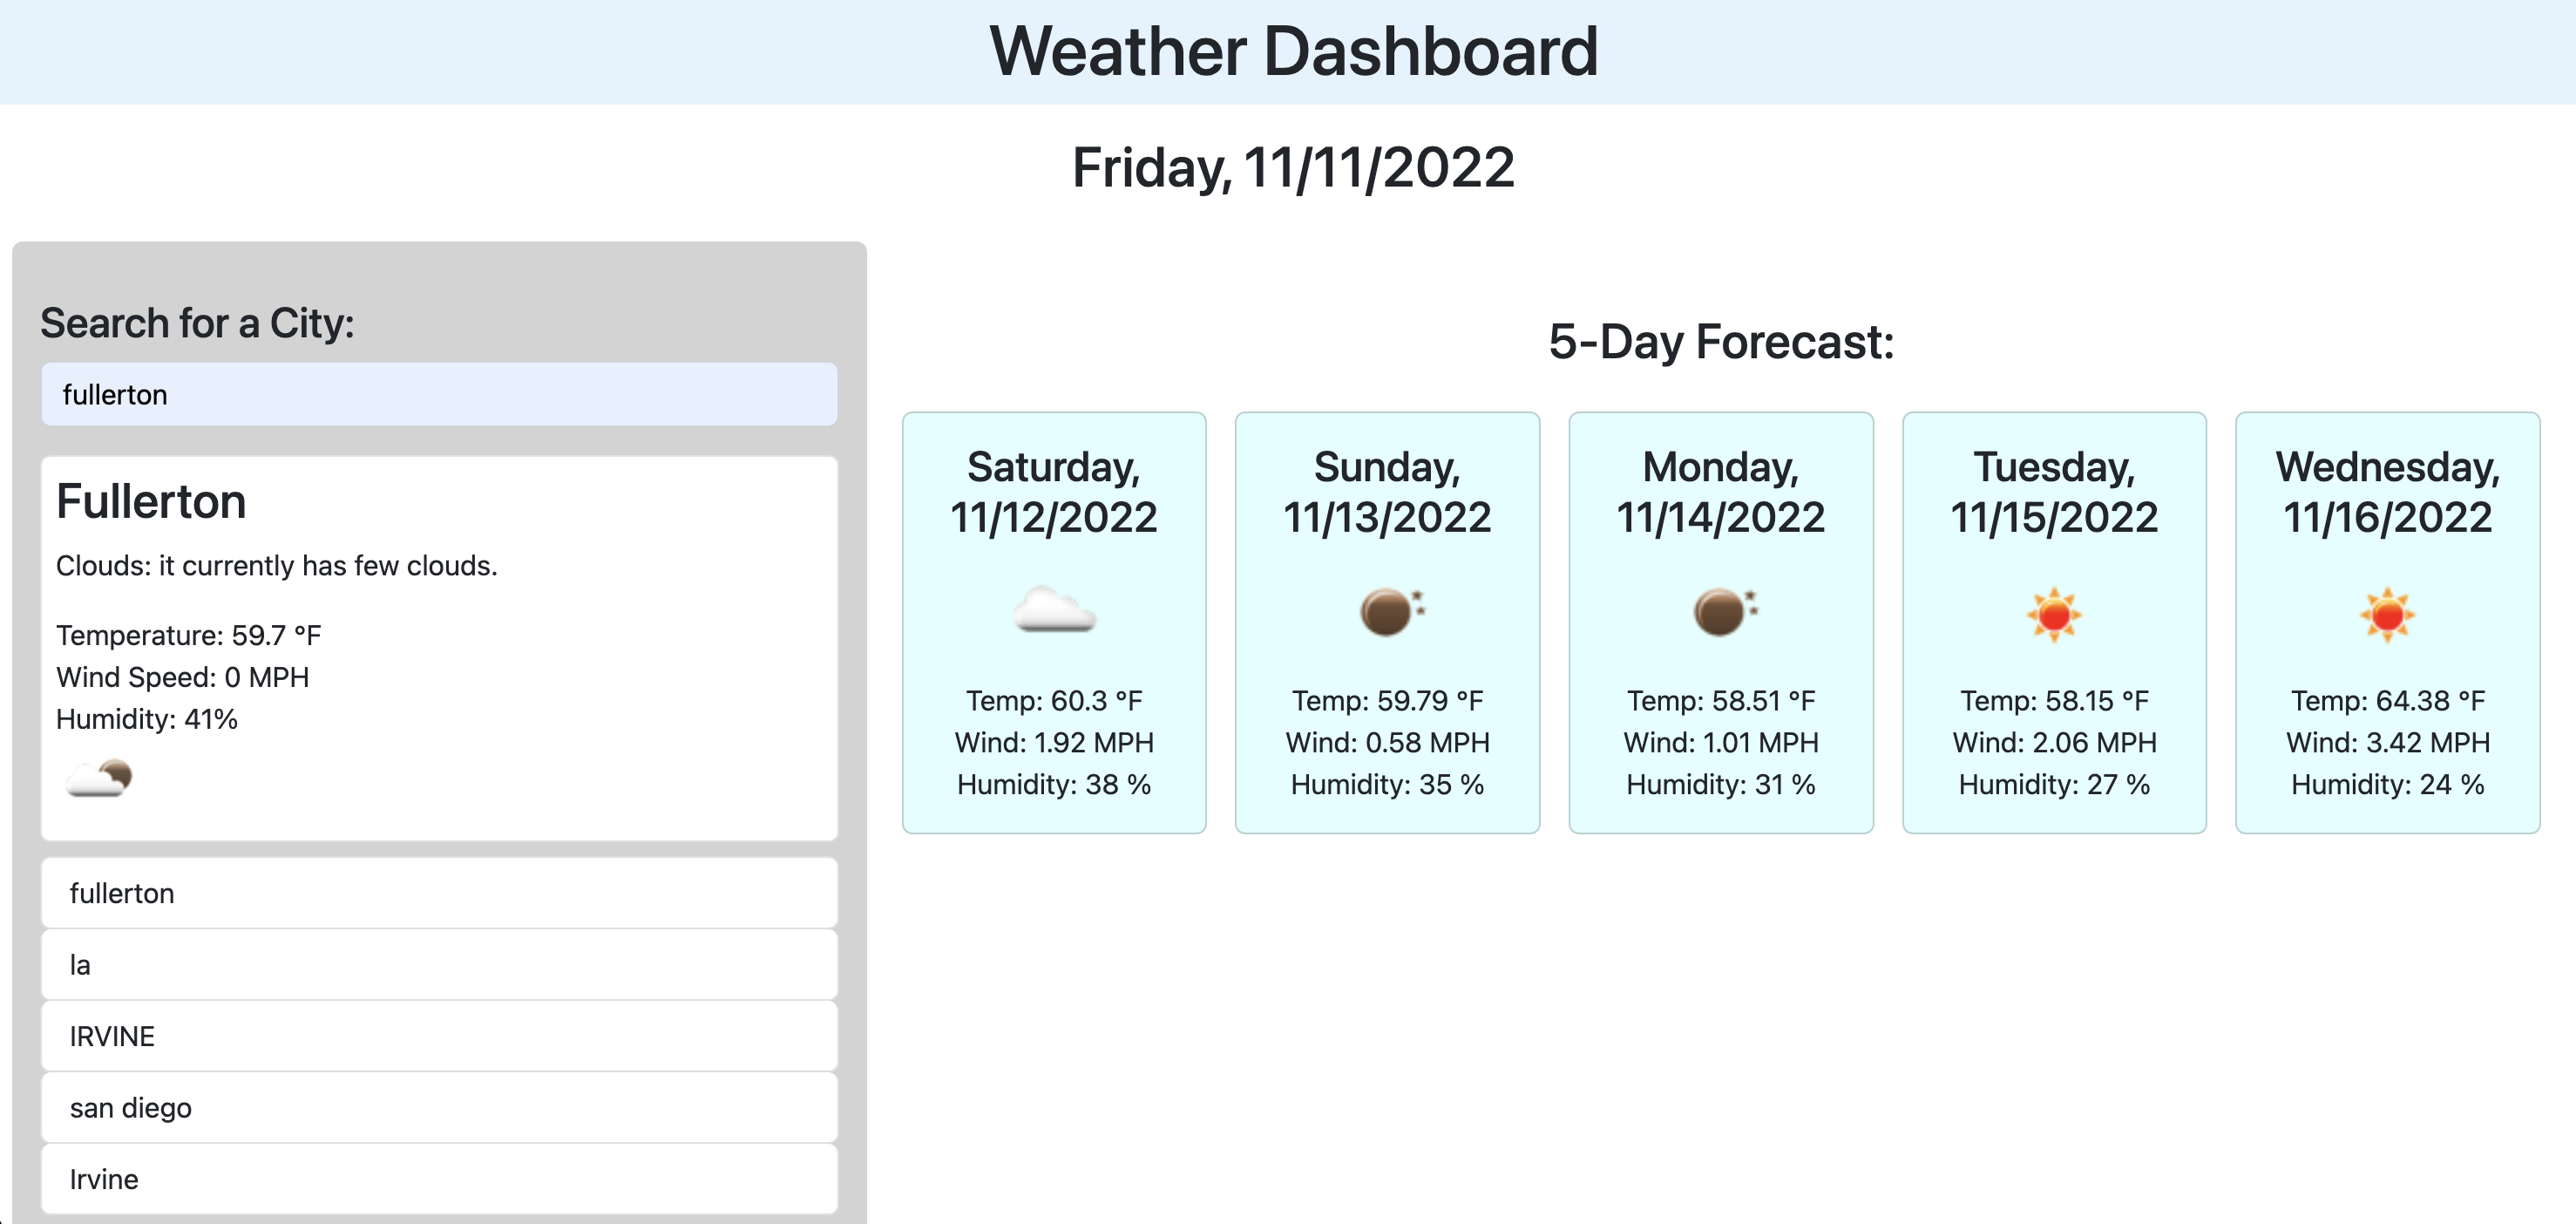 Weather Dashboard
Friday, 11/11/2022
Search for a City:
fullerton
Fullerton
Clouds: it currently has few clouds.
Temperature: 59.7 °F
Wind Speed: 0 MPH
Humidity: 41%
fullerton
la
IRVINE
san diego
Irvine
5-Day Forecast:
Saturday,
11/12/2022
Temp: 60.3 °F
Wind: 1.92 MPH
Humidity: 38 %
Sunday,
11/13/2022
Temp: 59.79 °F
Wind: 0.58 MPH
Humidity: 35 %
Monday,
11/14/2022
Temp: 58.51 °F
Wind: 1.01 MPH
Humidity: 31 %
Tuesday,
11/15/2022
Temp: 58.15 °F
Wind: 2.06 MPH
Humidity: 27 %
Wednesday,
11/16/2022
Temp: 64.38 °F
Wind: 3.42 MPH
Humidity: 24 %